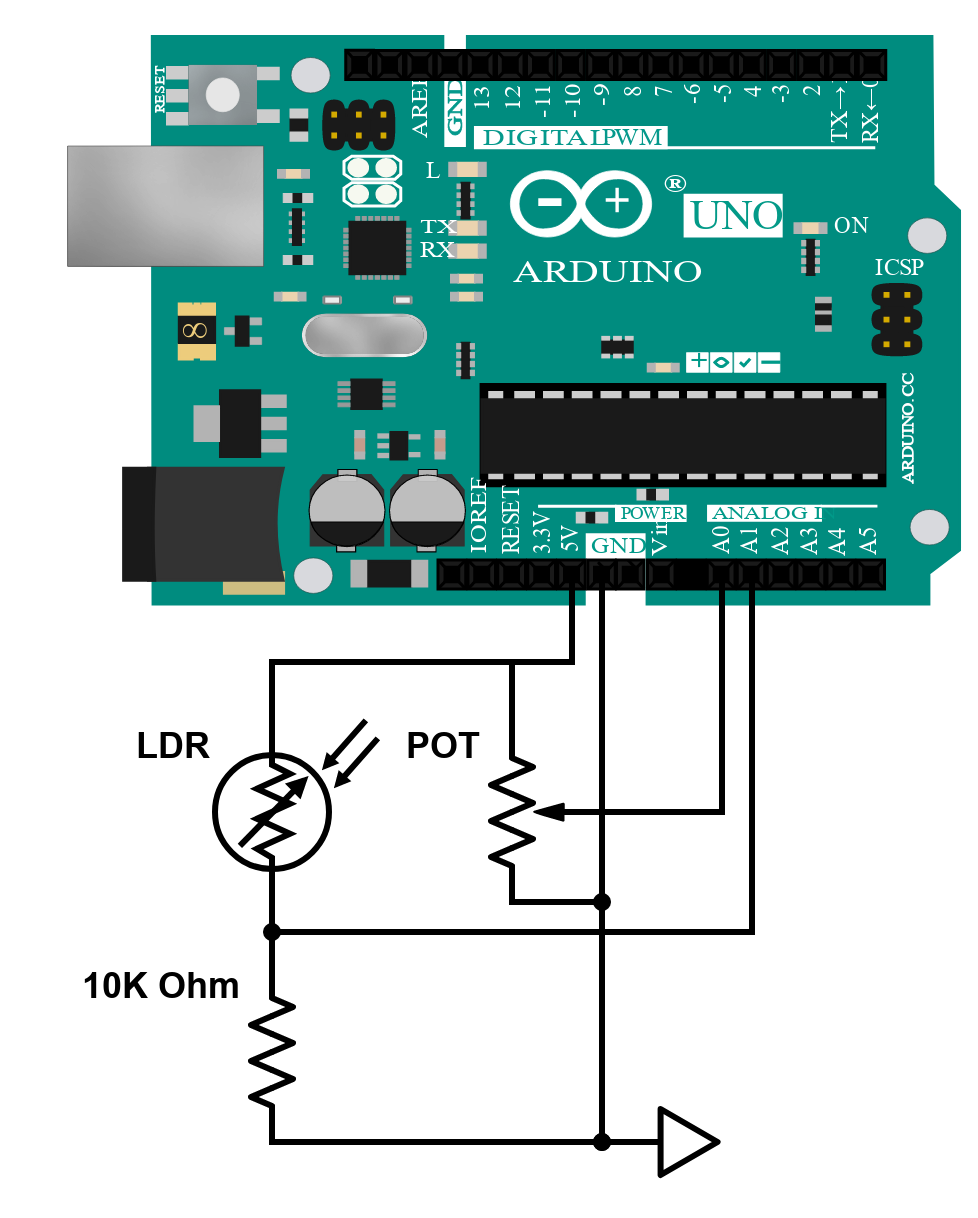 RESET
AREF
GND
13
12
-11
-10
-9
8
7
-6
-5
4
-3
2
TX→1
RX←0
DIGITAL PWM
L
TX
RX
®
UNO
ARDUINO
ON
ICSP
8
ARDUINO.CC
POWER
ANALOG I
IOREF
RESET
3.3V
5V
GND
Vin
A0
A1
A2
A3
A4
A5
LDR
POT
10K Ohm